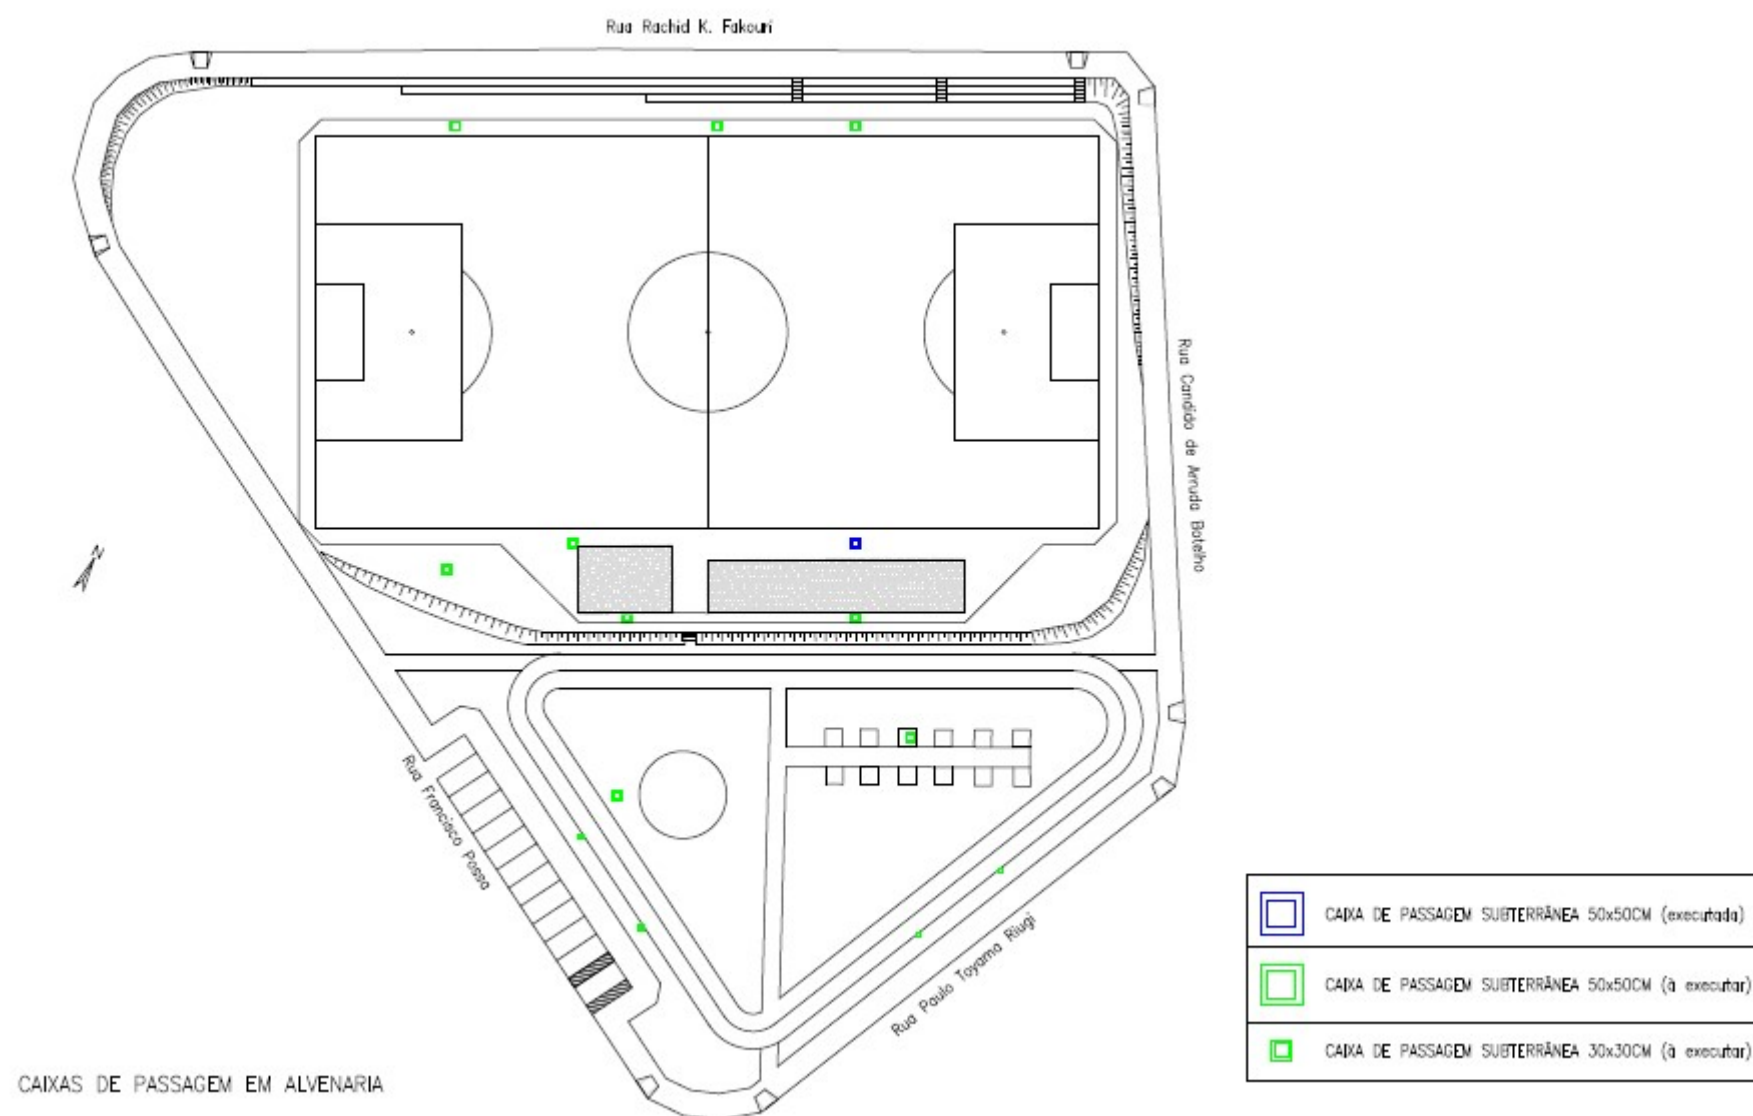 Rua Rachid K. Fakouri
Rua Candido de Arruda Botelho
N
Rua Francisco Possa
Rua Paulo Toyama Riugi
CAIXA DE PASSAGEM SUBTERRÂNEA 50x50CM (executada)
CAIXA DE PASSAGEM SUBTERRÂNEA 50x50CM (à executar)
CAIXA DE PASSAGEM SUBTERRÂNEA 30x30CM (à executar)
CAIXAS DE PASSAGEM EM ALVENARIA